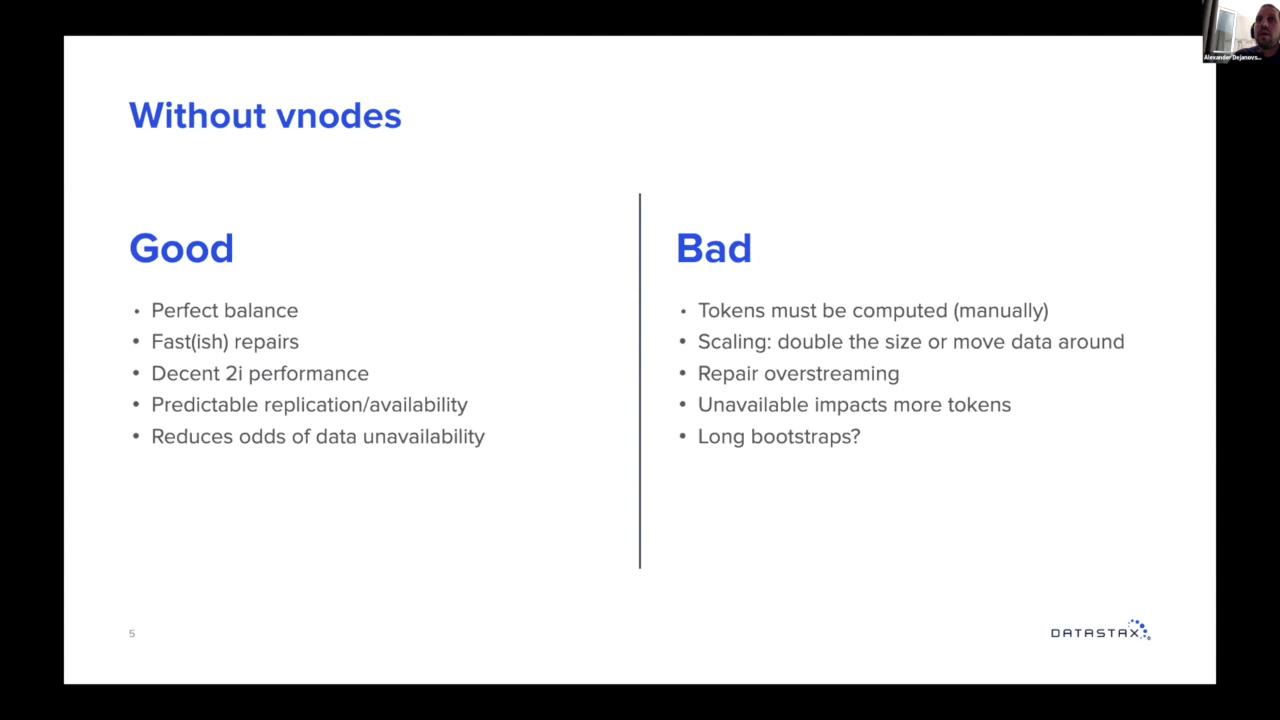 Alexander Dejanovs...
Without vnodes
Good
• Perfect balance
• Fast(ish) repairs
• Decent 2i performance
• Predictable replication/availability
• Reduces odds of data unavailability
Bad
• Tokens must be computed (manually)
• Scaling: double the size or move data around
• Repair overstreaming
• Unavailable impacts more tokens
• Long bootstraps?
5
DATASTAX